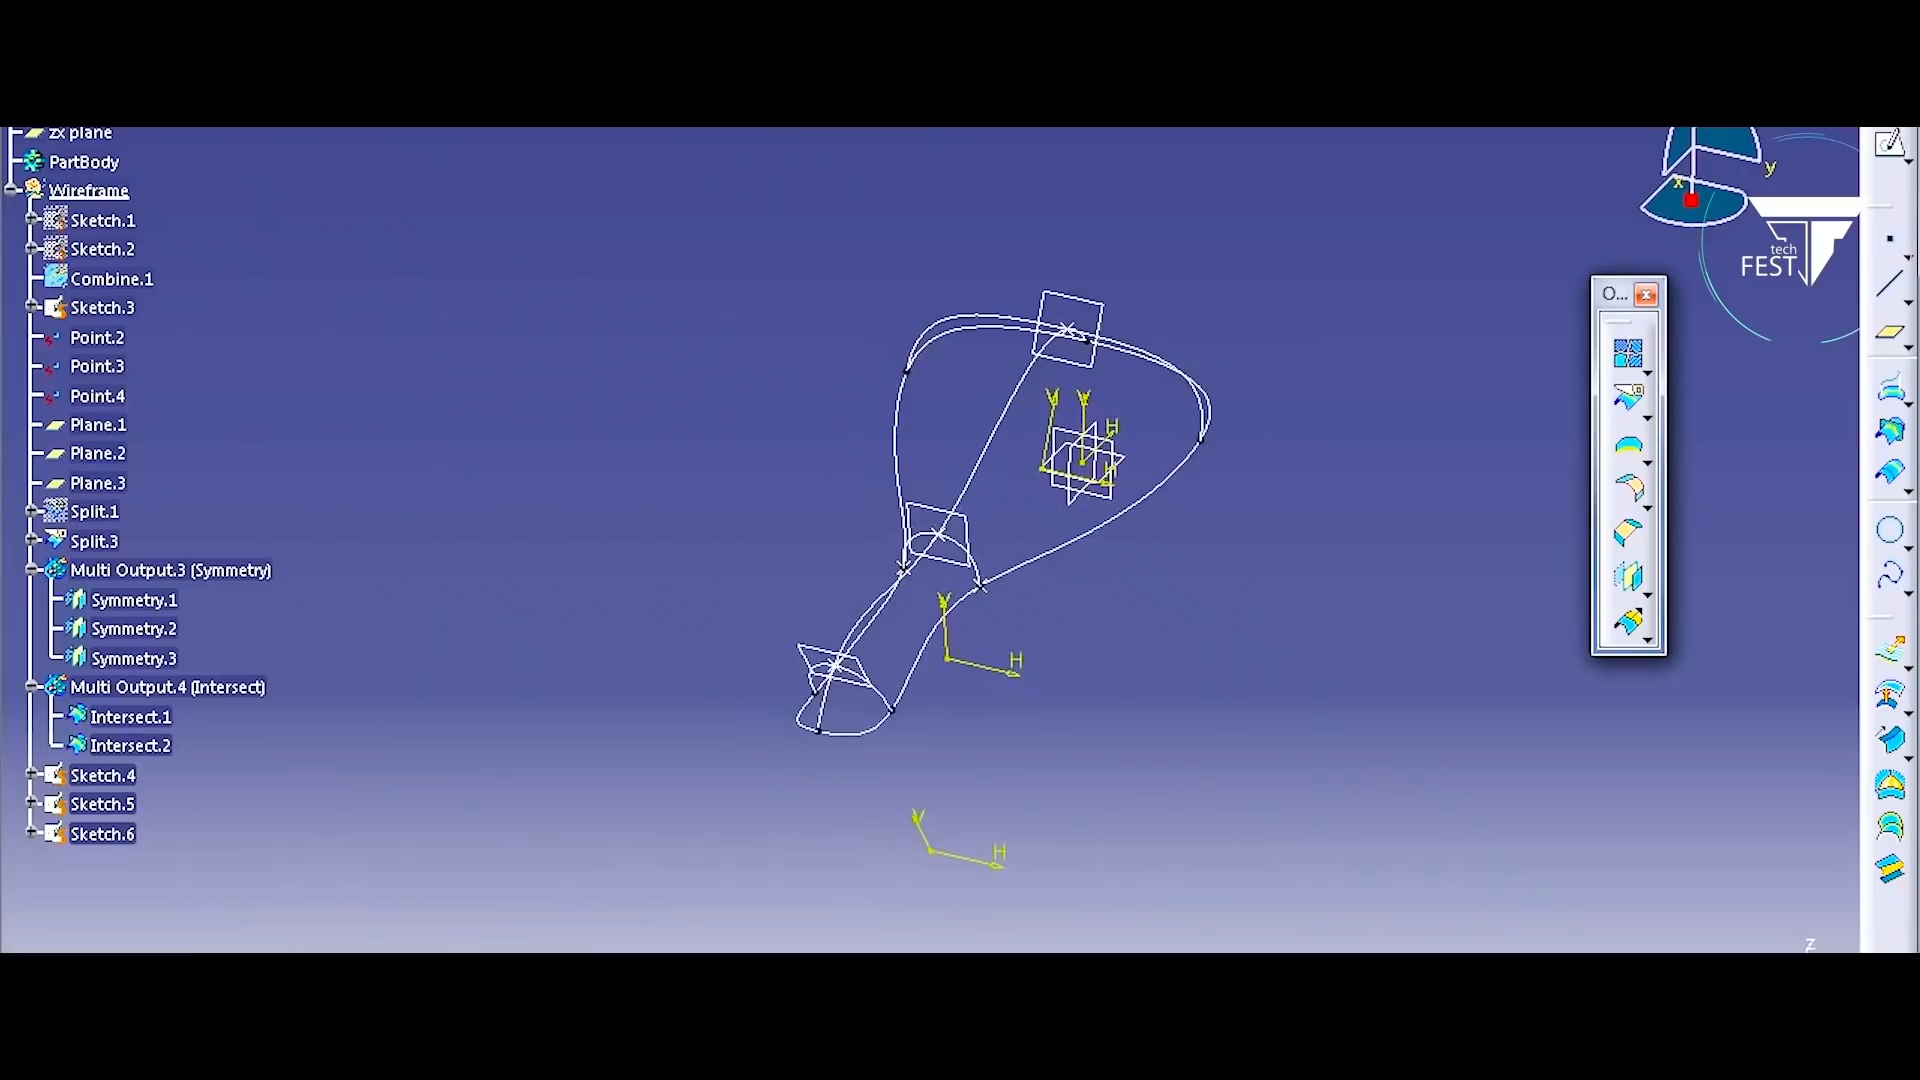 zx plane
PartBody
Wireframe
Sketch.1
Sketch.2
Combine.1
Sketch.3
Point.2
Point.3
Point.4
Plane.1
Plane.2
Plane.3
Split.1
Split.3
Multi Output.3 (Symmetry)
Symmetry.1
Symmetry.2
Symmetry.3
Multi Output.4 (Intersect)
Intersect.1
Intersect.2
Sketch.4
Sketch.5
Sketch.6
V
V
H
H
V
H
V
H
x
y
tech
FEST
O...
z